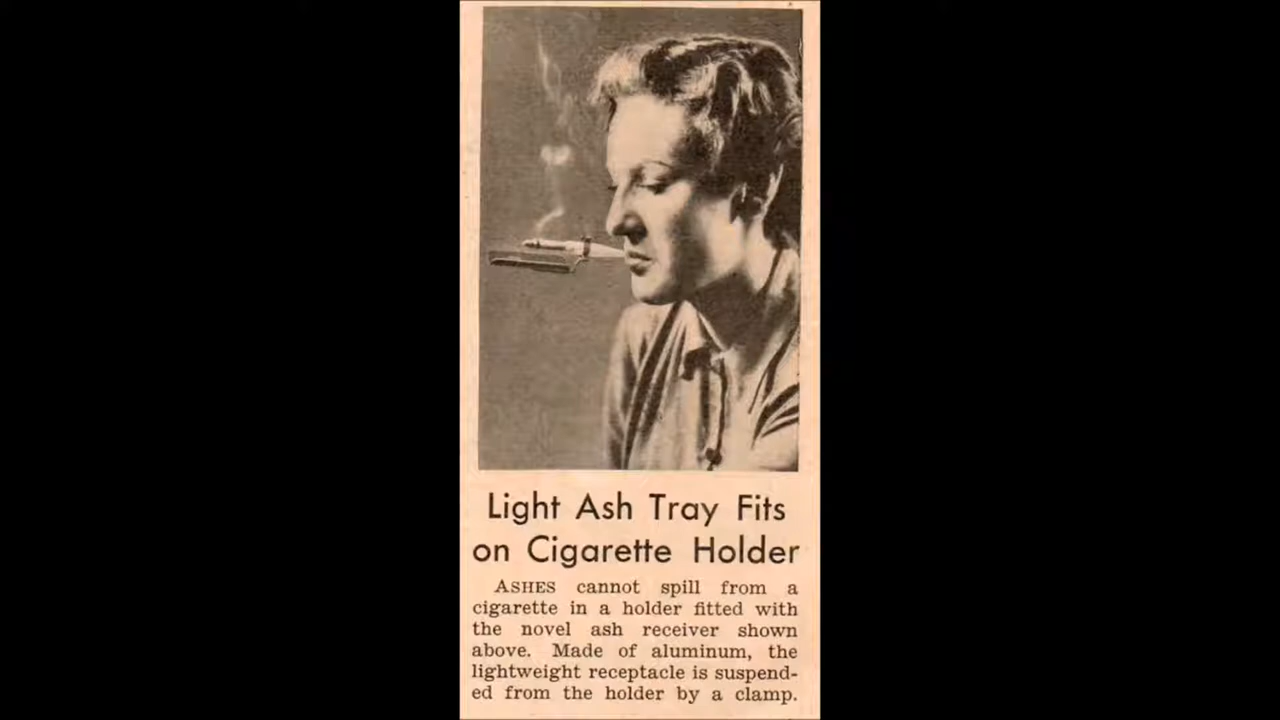 Light Ash Tray Fits
on Cigarette Holder
ASHES cannot spill from a
cigarette in a holder fitted with
the novel ash receiver shown
above. Made of aluminum, the
lightweight receptacle is suspend-
ed from the holder by a clamp.